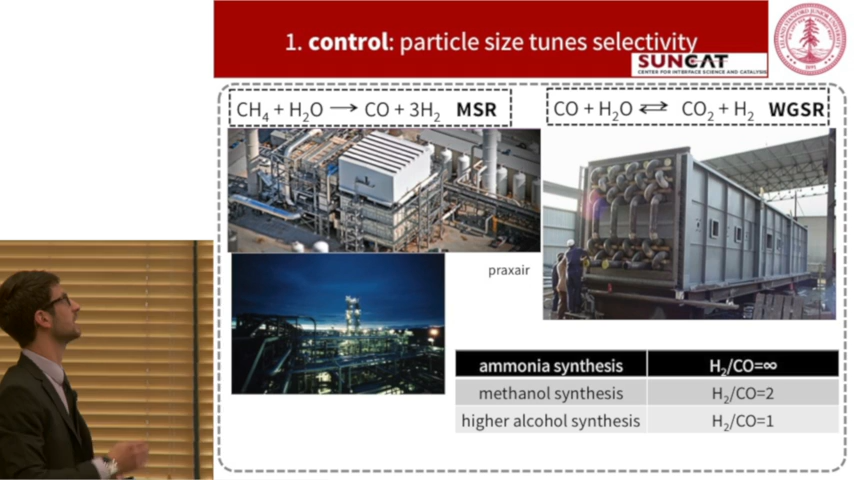 1. control: particle size tunes selectivity
SUNCAT
CENTER FOR INTERFACE SCIENCE AND CATALYSIS
CH₄ + H₂O ⟶ CO + 3H₂ MSR
CO + H₂O ⇌ CO₂ + H₂ WGSR
praxair
ammonia synthesis H₂/CO=∞
methanol synthesis H₂/CO=2
higher alcohol synthesis H₂/CO=1